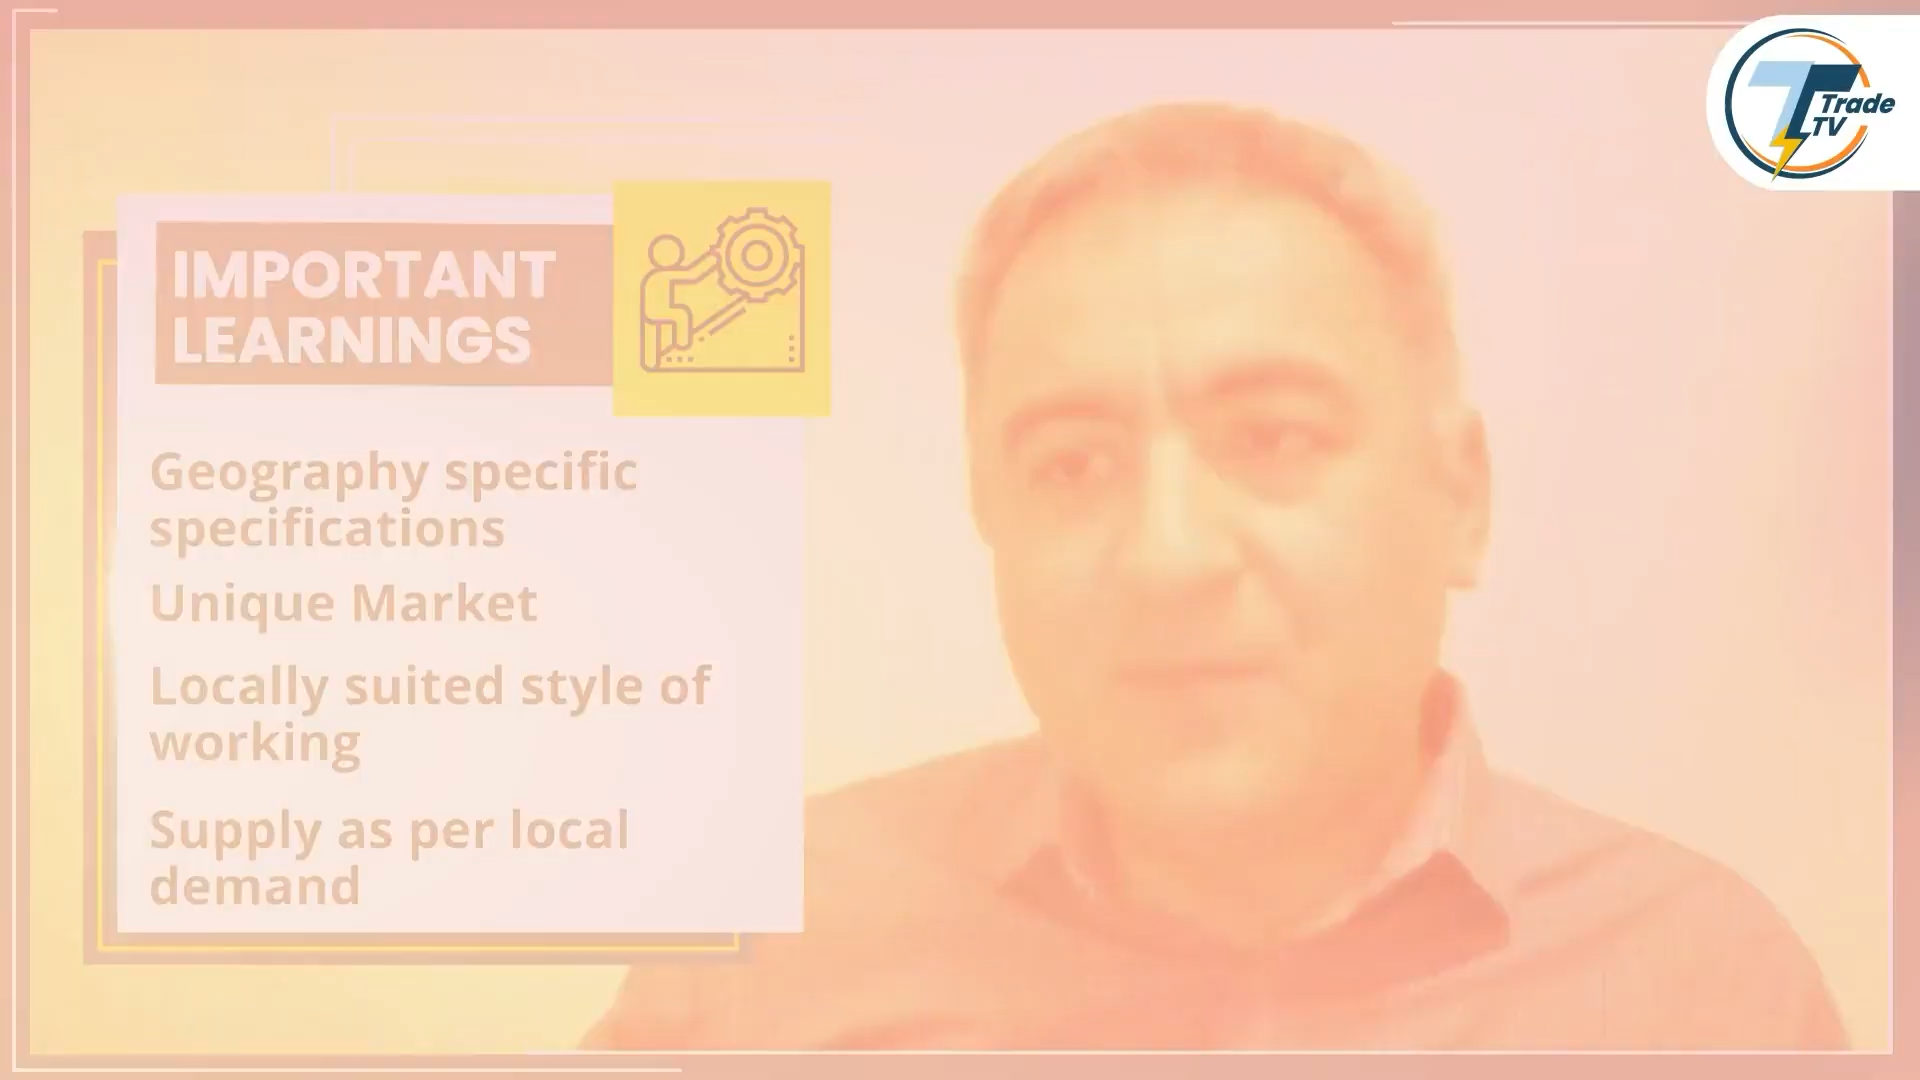 Trade
TV
IMPORTANT
LEARNINGS
Geography specific
specifications
Unique Market
Locally suited style of
working
Supply as per local
demand